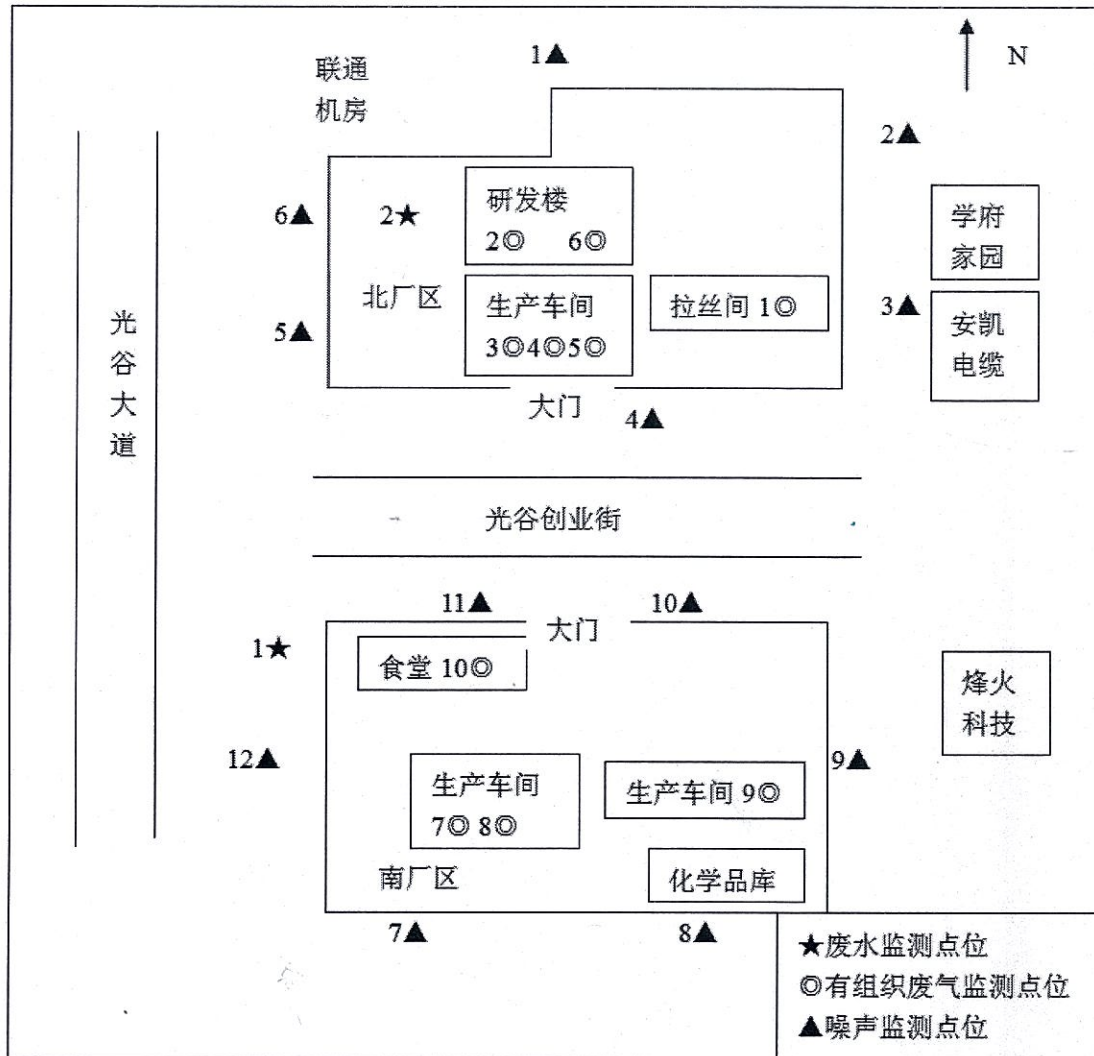 1▲
N
联通
机房
2▲
研发楼
2◎ 6◎
6▲
2★
学府
家园
北厂区
生产车间
3◎4◎5◎
拉丝间 1◎
3▲
安凯
电缆
5▲
光谷大道
大门
4▲
光谷创业街
11▲
10▲
大门
1★
食堂 10◎
烽火
科技
12▲
9▲
生产车间
7◎ 8◎
生产车间 9◎
南厂区
化学品库
7▲
8▲
★废水监测点位
◎有组织废气监测点位
▲噪声监测点位